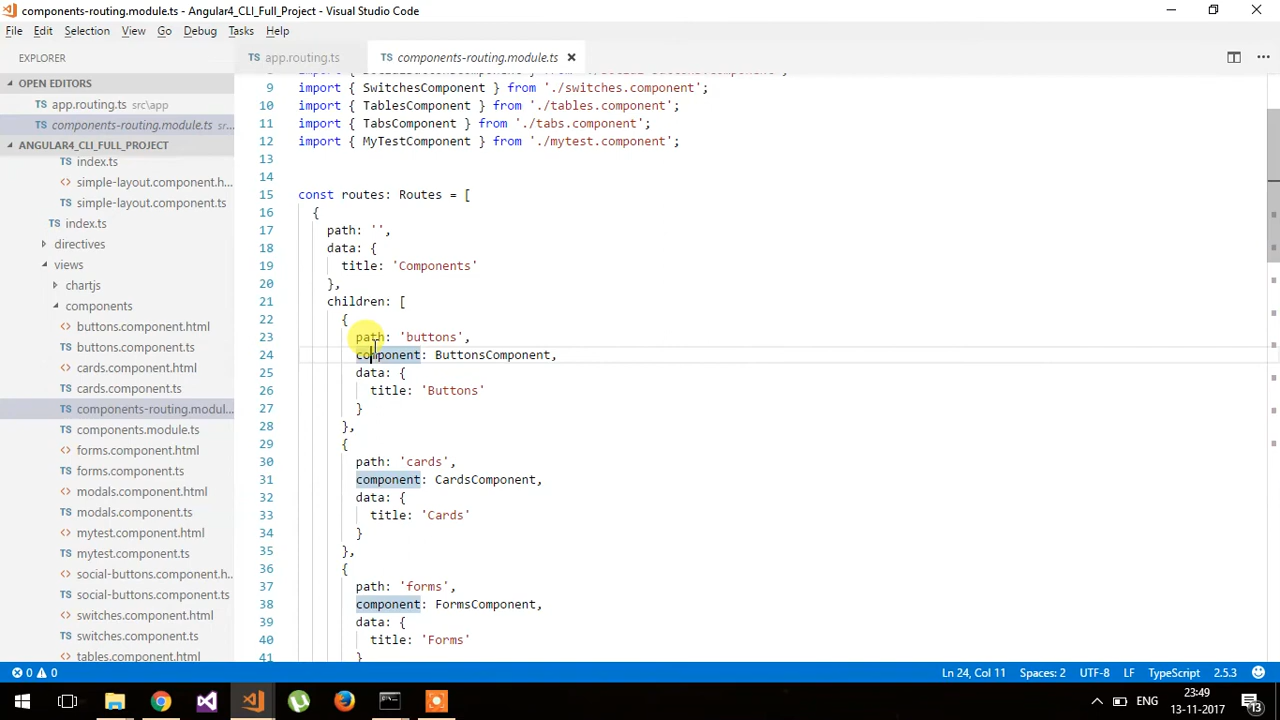 components-routing.module.ts - Angular4_CLI_Full_Project - Visual Studio Code
File Edit Selection View Go Debug Tasks Help
EXPLORER
OPEN EDITORS
app.routing.ts src\app
components-routing.module.ts sr...
ANGULAR4_CLI_FULL_PROJECT
index.ts
simple-layout.component.h...
simple-layout.component.ts
index.ts
directives
views
chartjs
components
buttons.component.html
buttons.component.ts
cards.component.html
cards.component.ts
components-routing.modul...
components.module.ts
forms.component.html
forms.component.ts
modals.component.html
modals.component.ts
mytest.component.html
mytest.component.ts
social-buttons.component.h...
social-buttons.component.ts
switches.component.html
switches.component.ts
tables.component.html
app.routing.ts
components-routing.module.ts
9 import { SwitchesComponent } from './switches.component';
10 import { TablesComponent } from './tables.component';
11 import { TabsComponent } from './tabs.component';
12 import { MyTestComponent } from './mytest.component';
13
14
15 const routes: Routes = [
16 {
17 path: '',
18 data: {
19 title: 'Components'
20 },
21 children: [
22 {
23 path: 'buttons',
24 component: ButtonsComponent,
25 data: {
26 title: 'Buttons'
27 }
28 },
29 {
30 path: 'cards',
31 component: CardsComponent,
32 data: {
33 title: 'Cards'
34 }
35 },
36 {
37 path: 'forms',
38 component: FormsComponent,
39 data: {
40 title: 'Forms'
41 }
0 0 Ln 24, Col 11 Spaces: 2 UTF-8 LF TypeScript 2.5.3
ENG 23:49
13-11-2017 13